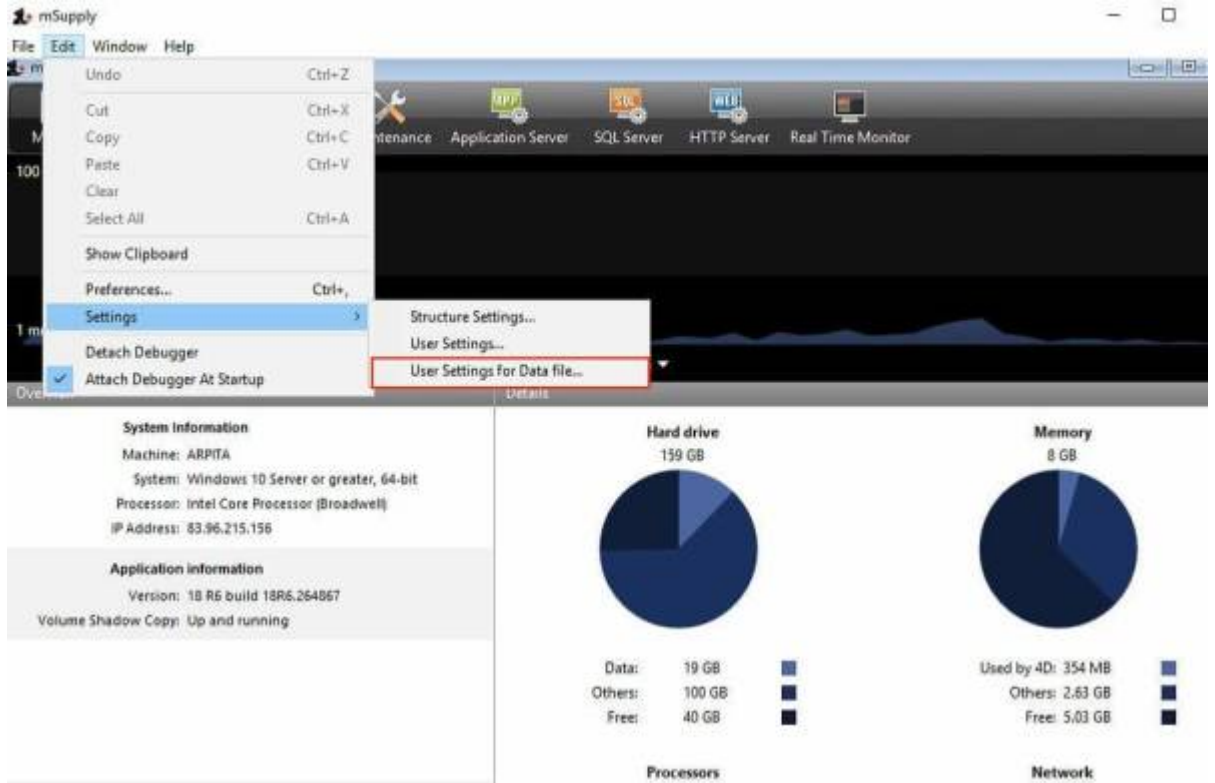 mSupply
File Edit Window Help
m
Undo Ctrl+Z
Cut Ctrl+X
Copy Ctrl+C
Paste Ctrl+V
Clear
Select All Ctrl+A
Show Clipboard
Preferences... Ctrl+,
Settings
Detach Debugger
Attach Debugger At Startup
Structure Settings...
User Settings...
User Settings for Data file...
M
tenance Application Server SQL Server HTTP Server Real Time Monitor
100
1 m
Details
System Information
Machine: ARPITA
System: Windows 10 Server or greater, 64-bit
Processor: Intel Core Processor (Broadwell)
IP Address: 83.96.215.156
Application information
Version: 18 R6 build 18R6.264867
Volume Shadow Copy: Up and running
Hard drive
159 GB
Data: 19 GB
Others: 100 GB
Free: 40 GB
Memory
8 GB
Used by 4D: 354 MB
Others: 2.63 GB
Free: 5.03 GB
Processors
Network